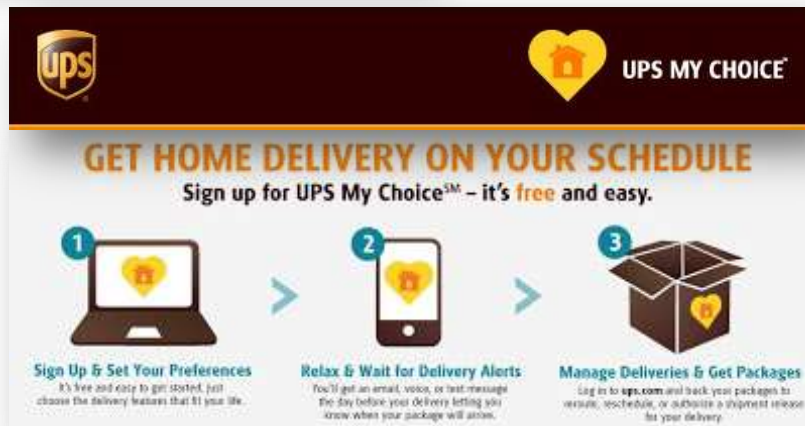 ups
UPS MY CHOICE
GET HOME DELIVERY ON YOUR SCHEDULE
Sign up for UPS My Choice℠ – it's free and easy.
1
2
3
Sign Up & Set Your Preferences
It's free and easy to get started. Just
choose the delivery features that fit your life.
Relax & Wait for Delivery Alerts
You'll get an email, voice, or text message
the day before your delivery letting you
know when your package will arrive.
Manage Deliveries & Get Packages
Log in to ups.com and track your packages to
reroute, reschedule, or authorize a shipment release
for your delivery.